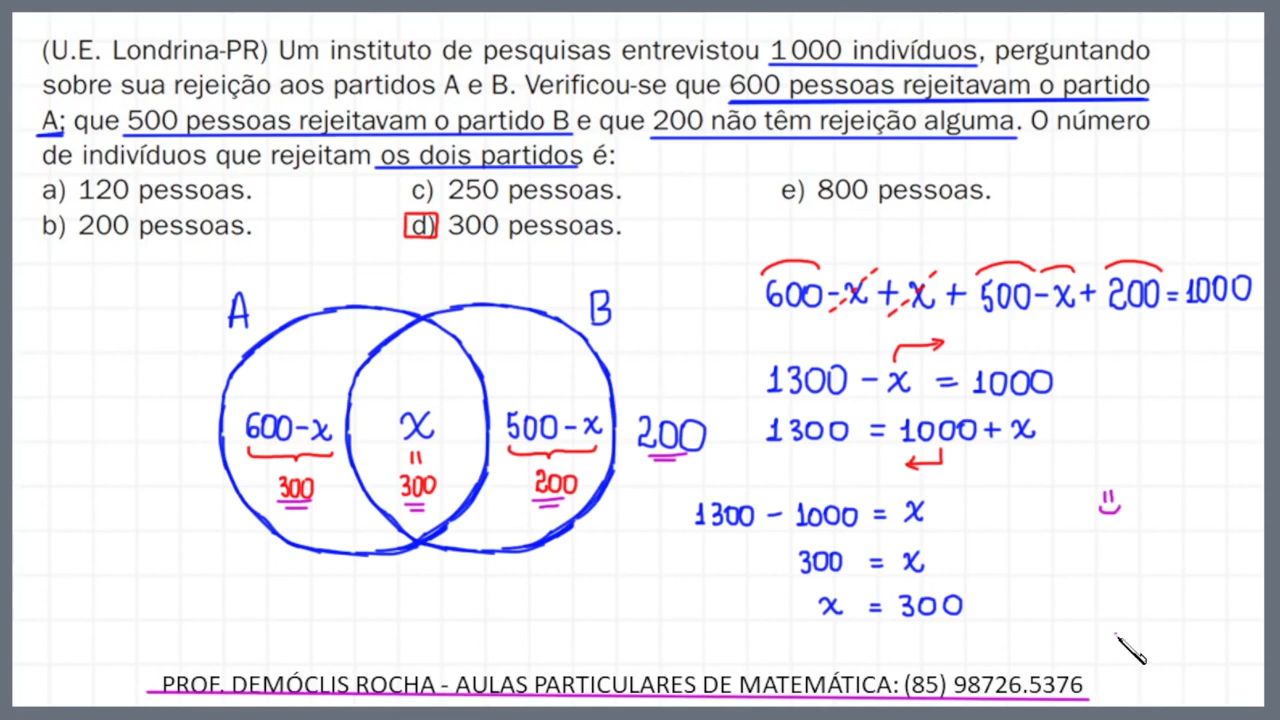 (U.E. Londrina-PR) Um instituto de pesquisas entrevistou 1000 indivíduos, perguntando
sobre sua rejeição aos partidos A e B. Verificou-se que 600 pessoas rejeitavam o partido
A; que 500 pessoas rejeitavam o partido B e que 200 não têm rejeição alguma. O número
de indivíduos que rejeitam os dois partidos é:
a) 120 pessoas. c) 250 pessoas. e) 800 pessoas.
b) 200 pessoas. d) 300 pessoas.
600 - x + x + 500 - x + 200 = 1000
A B
1300 - x = 1000
600 - x x 500 - x 200
1300 = 1000 + x
=
300 300 200
1300 - 1000 = x
300 = x
x = 300
PROF. DEMÓCLIS ROCHA - AULAS PARTICULARES DE MATEMÁTICA: (85) 98726.5376